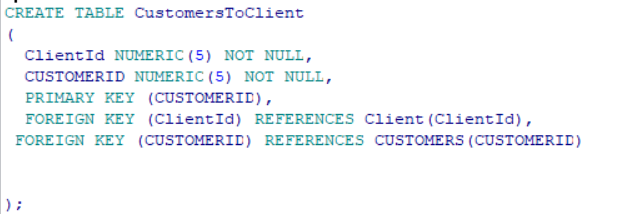 CREATE TABLE CustomersToClient
(
ClientId NUMERIC(5) NOT NULL,
CUSTOMERID NUMERIC(5) NOT NULL,
PRIMARY KEY (CUSTOMERID),
FOREIGN KEY (ClientId) REFERENCES Client(ClientId),
FOREIGN KEY (CUSTOMERID) REFERENCES CUSTOMERS(CUSTOMERID)
);